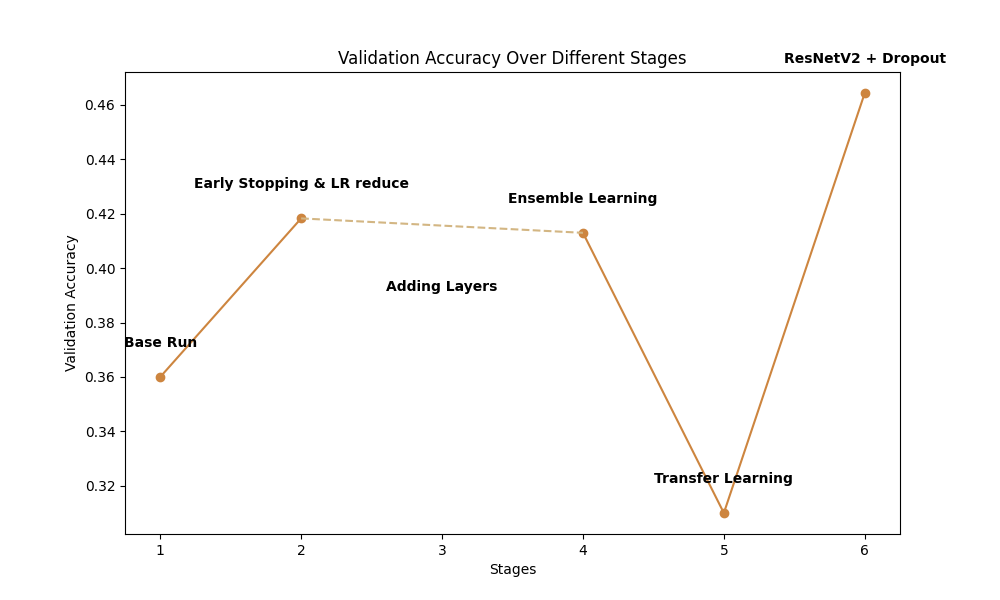 Validation Accuracy Over Different Stages
ResNetV2 + Dropout
0.46
0.44
Early Stopping & LR reduce
Ensemble Learning
0.42
0.40
Adding Layers
0.38
Base Run
0.36
0.34
Transfer Learning
0.32
Validation Accuracy
1 2 3 4 5 6
Stages